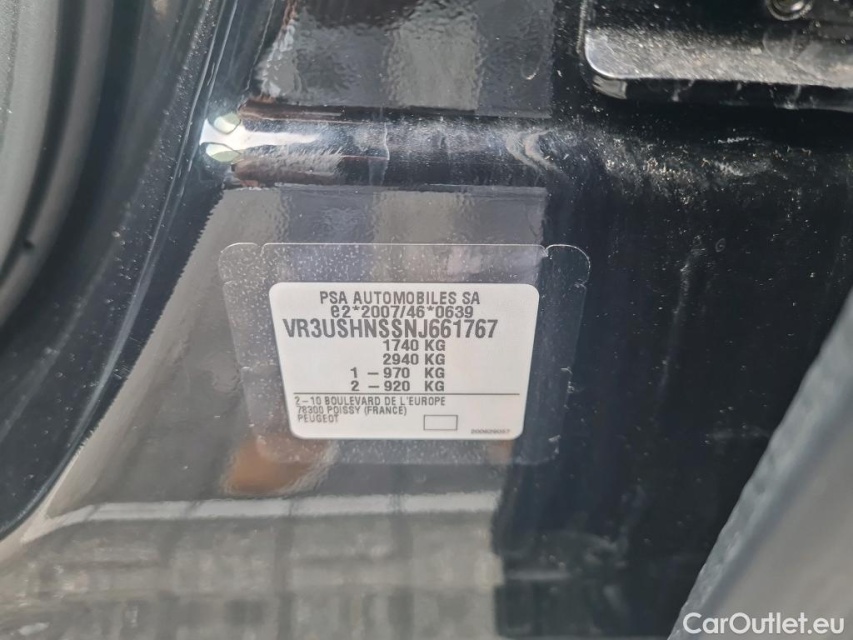 PSA AUTOMOBILES SA
e2*2007/46*0639
VR3USHNSSNJ661767
1740 KG
2940 KG
1 - 970 KG
2 - 920 KG
2-10 BOULEVARD DE L'EUROPE
78300 POISSY (FRANCE)
PEUGEOT
CarOutlet.eu